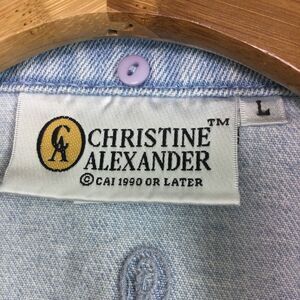 CA
CHRISTINE™
ALEXANDER
© CAI 1990 OR LATER
L